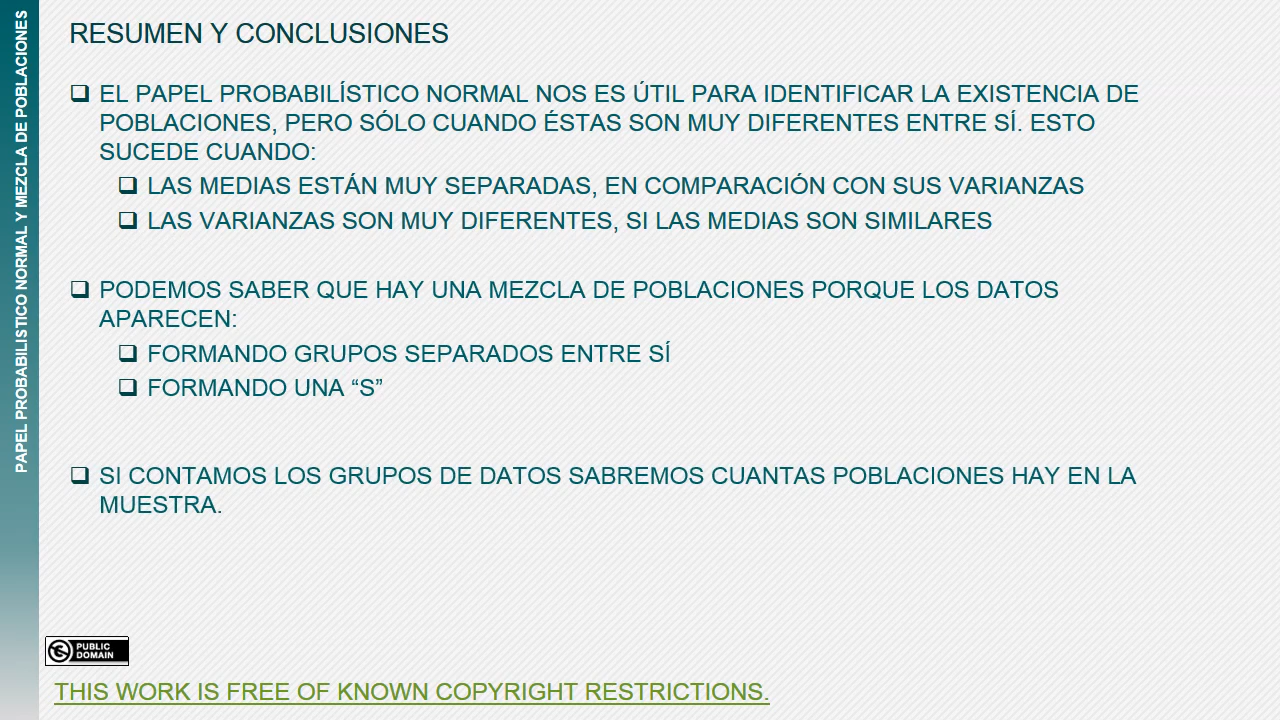 PAPEL PROBABILISTICO NORMAL Y MEZCLA DE POBLACIONES
RESUMEN Y CONCLUSIONES
EL PAPEL PROBABILÍSTICO NORMAL NOS ES ÚTIL PARA IDENTIFICAR LA EXISTENCIA DE
POBLACIONES, PERO SÓLO CUANDO ÉSTAS SON MUY DIFERENTES ENTRE SÍ. ESTO
SUCEDE CUANDO:
LAS MEDIAS ESTÁN MUY SEPARADAS, EN COMPARACIÓN CON SUS VARIANZAS
LAS VARIANZAS SON MUY DIFERENTES, SI LAS MEDIAS SON SIMILARES
PODEMOS SABER QUE HAY UNA MEZCLA DE POBLACIONES PORQUE LOS DATOS
APARECEN:
FORMANDO GRUPOS SEPARADOS ENTRE SÍ
FORMANDO UNA “S”
SI CONTAMOS LOS GRUPOS DE DATOS SABREMOS CUANTAS POBLACIONES HAY EN LA
MUESTRA.
PUBLIC
DOMAIN
THIS WORK IS FREE OF KNOWN COPYRIGHT RESTRICTIONS.